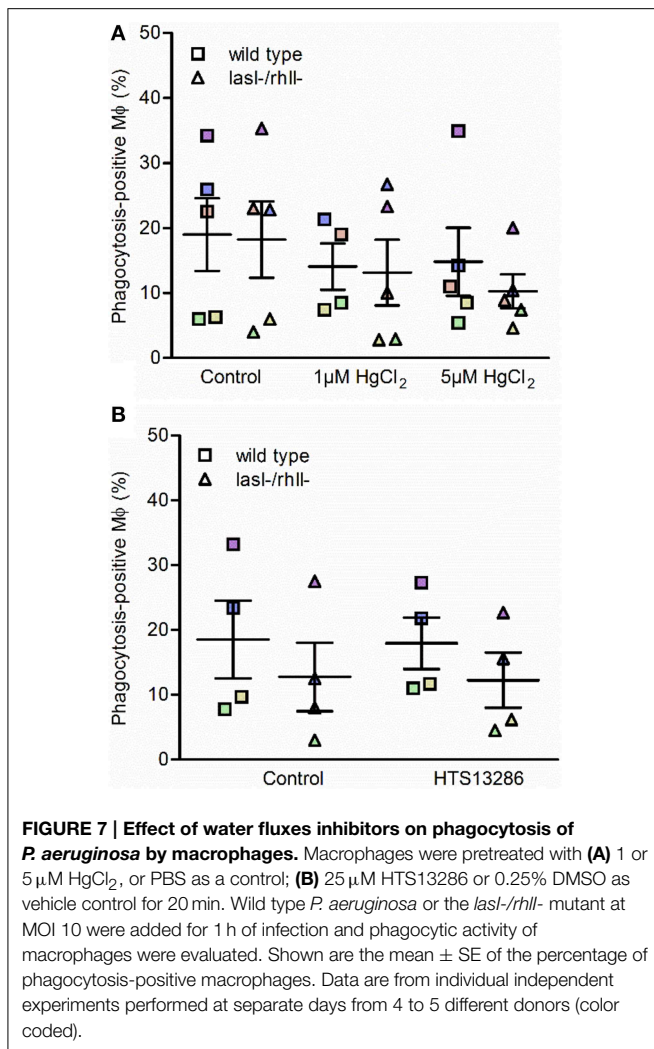 A
50
40
30
20
10
0
Phagocytosis-positive Mϕ (%)
wild type
lasI-/rhlI-
Control
1µM HgCl₂
5µM HgCl₂
B
50
40
30
20
10
0
Phagocytosis-positive Mϕ (%)
wild type
lasI-/rhlI-
Control
HTS13286
FIGURE 7 | Effect of water fluxes inhibitors on phagocytosis of
P. aeruginosa by macrophages. Macrophages were pretreated with (A) 1 or
5 µM HgCl₂, or PBS as a control; (B) 25 µM HTS13286 or 0.25% DMSO as
vehicle control for 20 min. Wild type P. aeruginosa or the lasI-/rhlI- mutant at
MOI 10 were added for 1 h of infection and phagocytic activity of
macrophages were evaluated. Shown are the mean ± SE of the percentage of
phagocytosis-positive macrophages. Data are from individual independent
experiments performed at separate days from 4 to 5 different donors (color
coded).